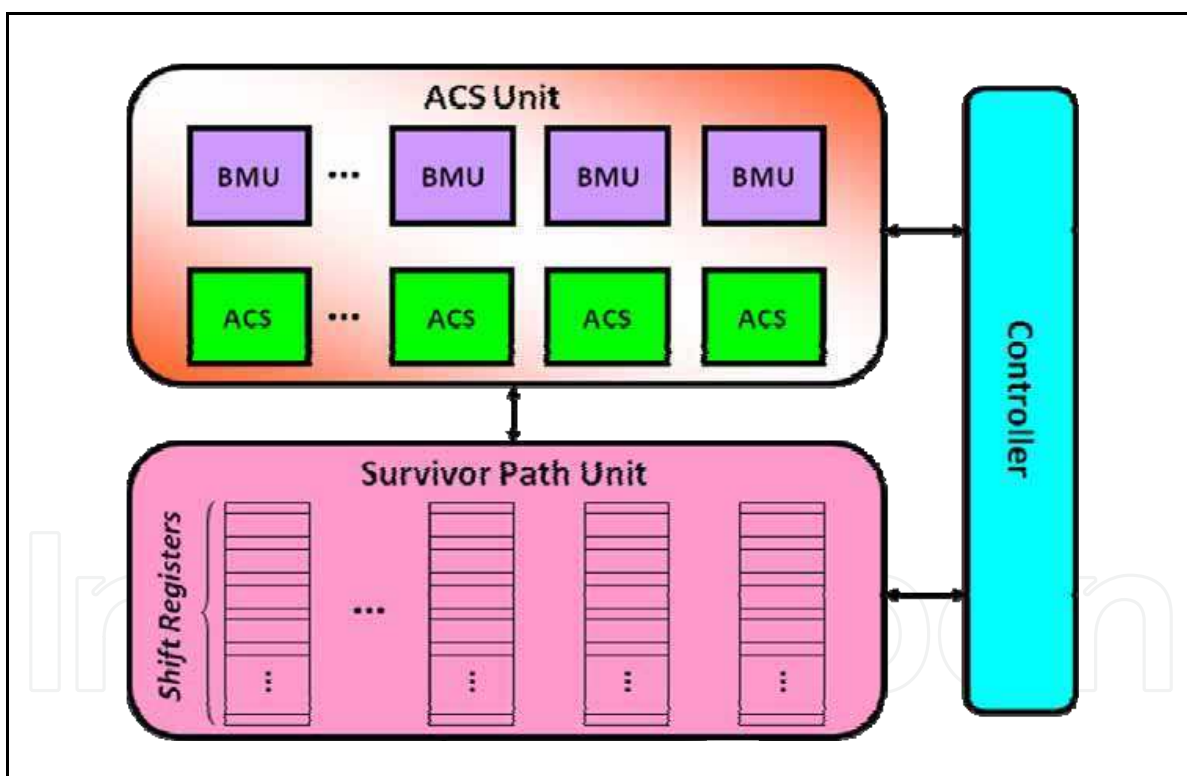 ACS Unit
BMU ... BMU BMU BMU
ACS ... ACS ACS ACS
Controller
Survivor Path Unit
Shift Registers
...
... ... ... ...